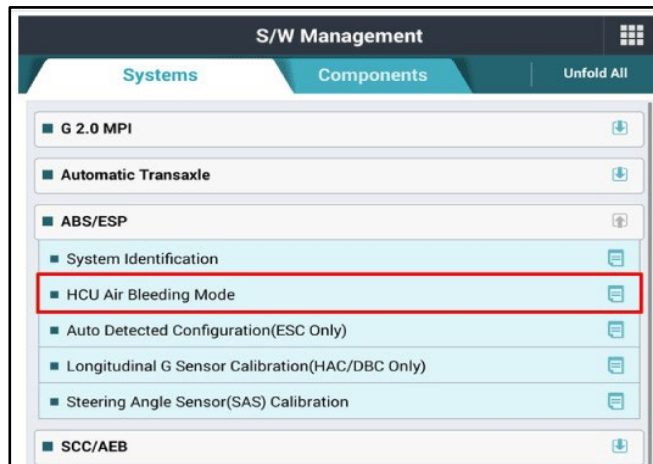 S/W Management
Systems
Components
Unfold All
G 2.0 MPI
Automatic Transaxle
ABS/ESP
System Identification
HCU Air Bleeding Mode
Auto Detected Configuration(ESC Only)
Longitudinal G Sensor Calibration(HAC/DBC Only)
Steering Angle Sensor(SAS) Calibration
SCC/AEB